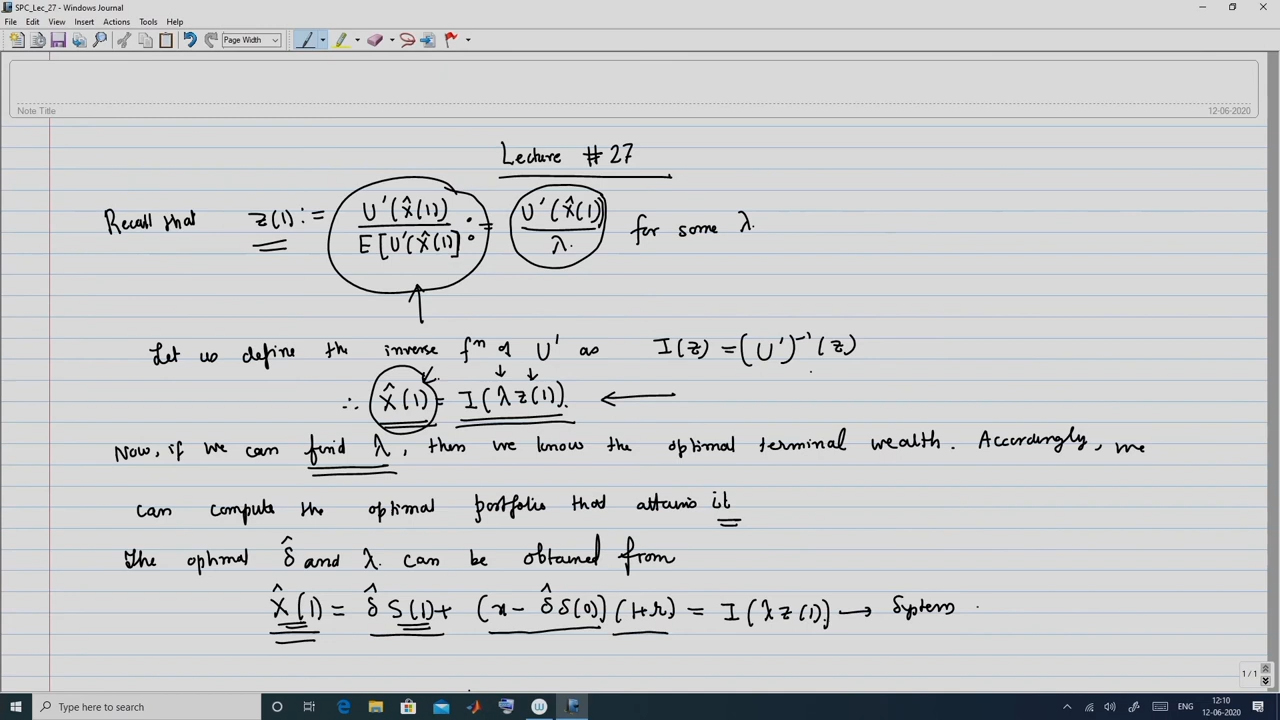 SPC_Lec_27 - Windows Journal
File Edit View Insert Actions Tools Help
Page Width
Note Title
12-06-2020
Lecture # 27
Recall that Z(1) := U'(X̂(1)) / E[U'(X̂(1)] = U'(X̂(1)) / λ for some λ.
Let us define the inverse fⁿ of U' as I(z) = (U')⁻¹(z)
∴ X̂(1) = I(λ Z(1)).
Now, if we can find λ, then we know the optimal terminal wealth. Accordingly, we
can compute the optimal portfolio that attains it
The optimal δ̂ and λ can be obtained from
X̂(1) = δ̂ S(1) + (x - δ̂ S(0)) (1+r) = I(λ Z(1)) → System
1 / 1
Type here to search
12:10
12-06-2020